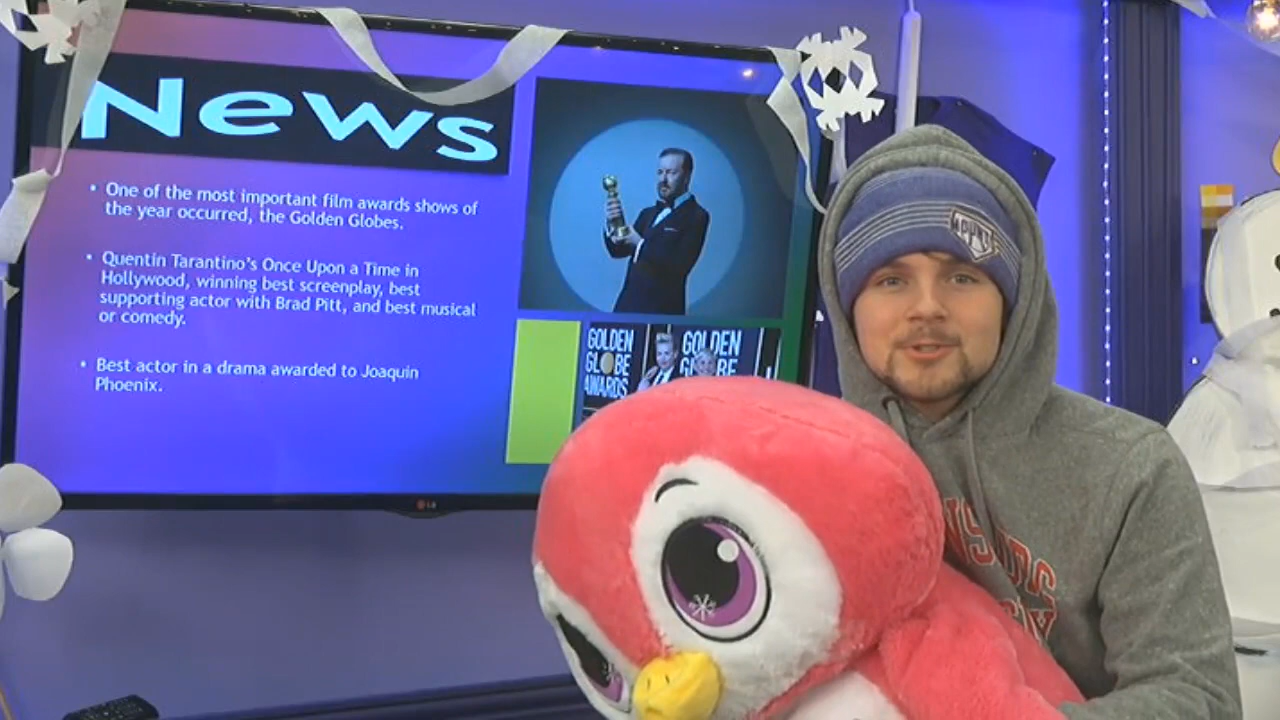 News
• One of the most important film awards shows of
the year occurred, the Golden Globes.
• Quentin Tarantino's Once Upon a Time in
Hollywood, winning best screenplay, best
supporting actor with Brad Pitt, and best musical
or comedy.
• Best actor in a drama awarded to Joaquin
Phoenix.
GOLDEN
GLOBE
AWARDS
GOLDEN
LG